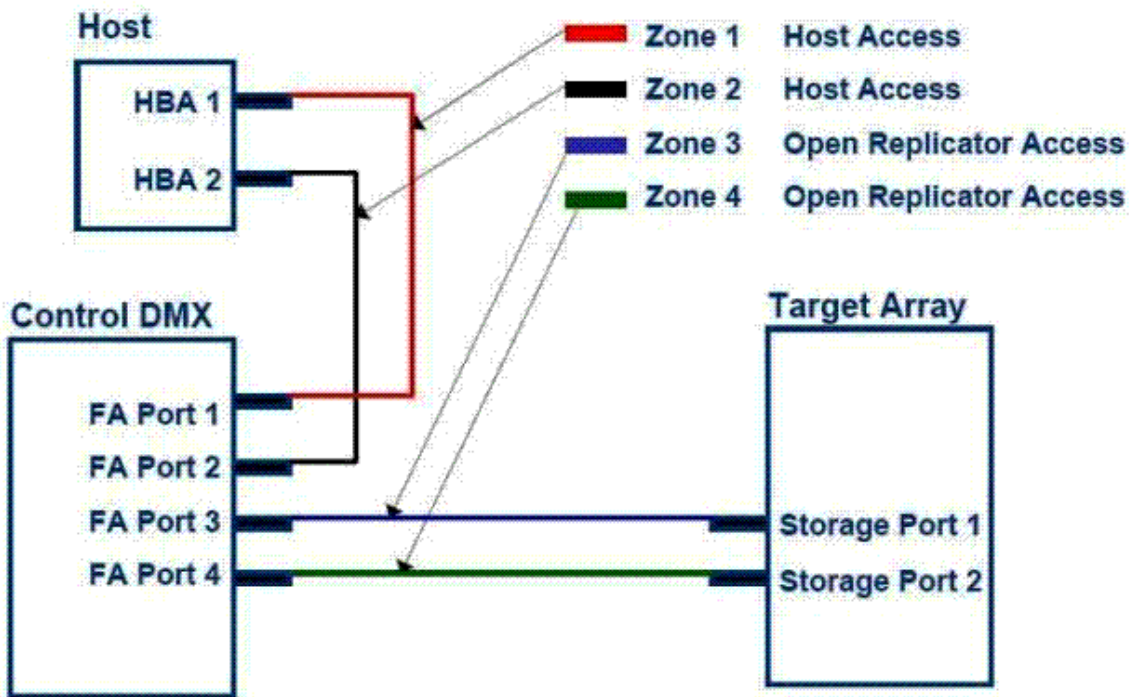 Host
HBA 1
HBA 2
Zone 1 Host Access
Zone 2 Host Access
Zone 3 Open Replicator Access
Zone 4 Open Replicator Access
Control DMX
FA Port 1
FA Port 2
FA Port 3
FA Port 4
Target Array
Storage Port 1
Storage Port 2